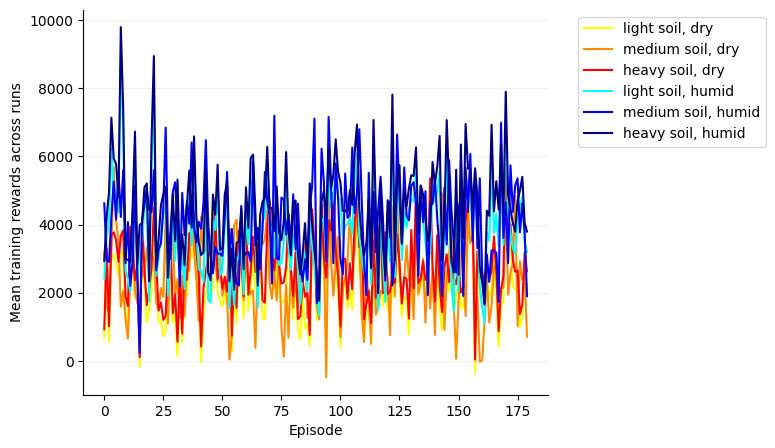 10000
8000
6000
4000
2000
0
Mean training rewards across runs
0 25 50 75 100 125 150 175
Episode
light soil, dry
medium soil, dry
heavy soil, dry
light soil, humid
medium soil, humid
heavy soil, humid